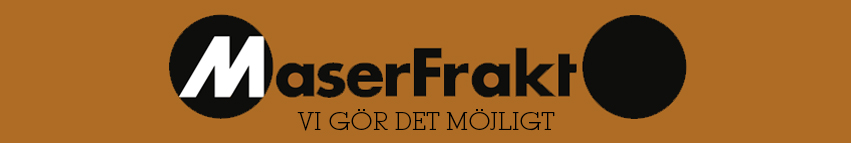 MaserFrakt
VI GÖR DET MÖJLIGT